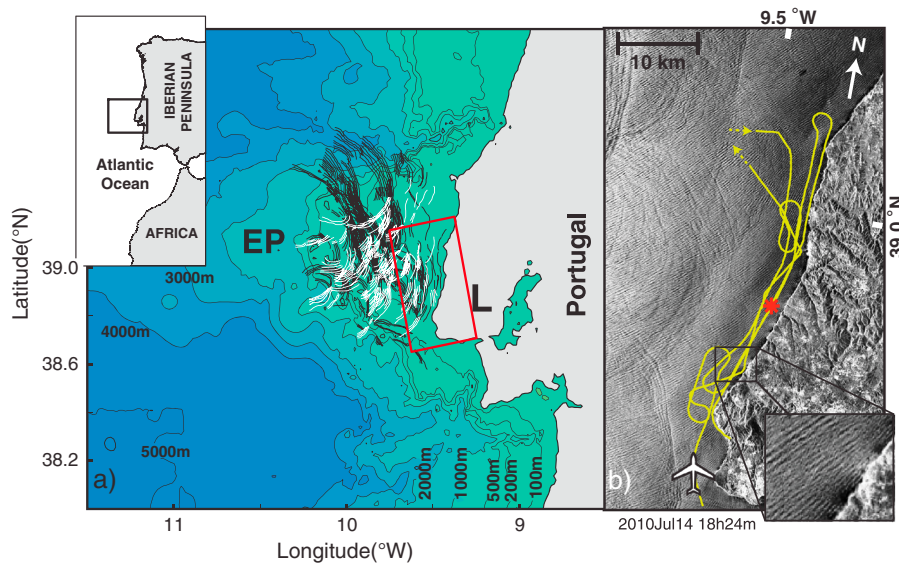 IBERIAN
PENINSULA
Atlantic
Ocean
AFRICA
EP
L
Portugal
3000m
4000m
5000m
2000m
1000m
500m
200m
100m
a)
39.0
38.6
38.2
Latitude(°N)
11
10
9
Longitude(°W)
9.5 °W
10 km
N
39.0 °N
b)
2010Jul14 18h24m